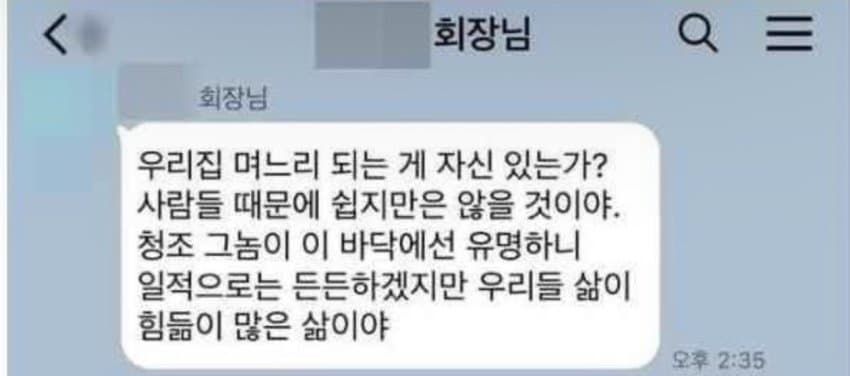 회장님
회장님
우리집 며느리 되는 게 자신 있는가?
사람들 때문에 쉽지만은 않을 것이야.
청조 그놈이 이 바닥에선 유명하니
일적으로는 든든하겠지만 우리들 삶이
힘듦이 많은 삶이야
오후 2:35